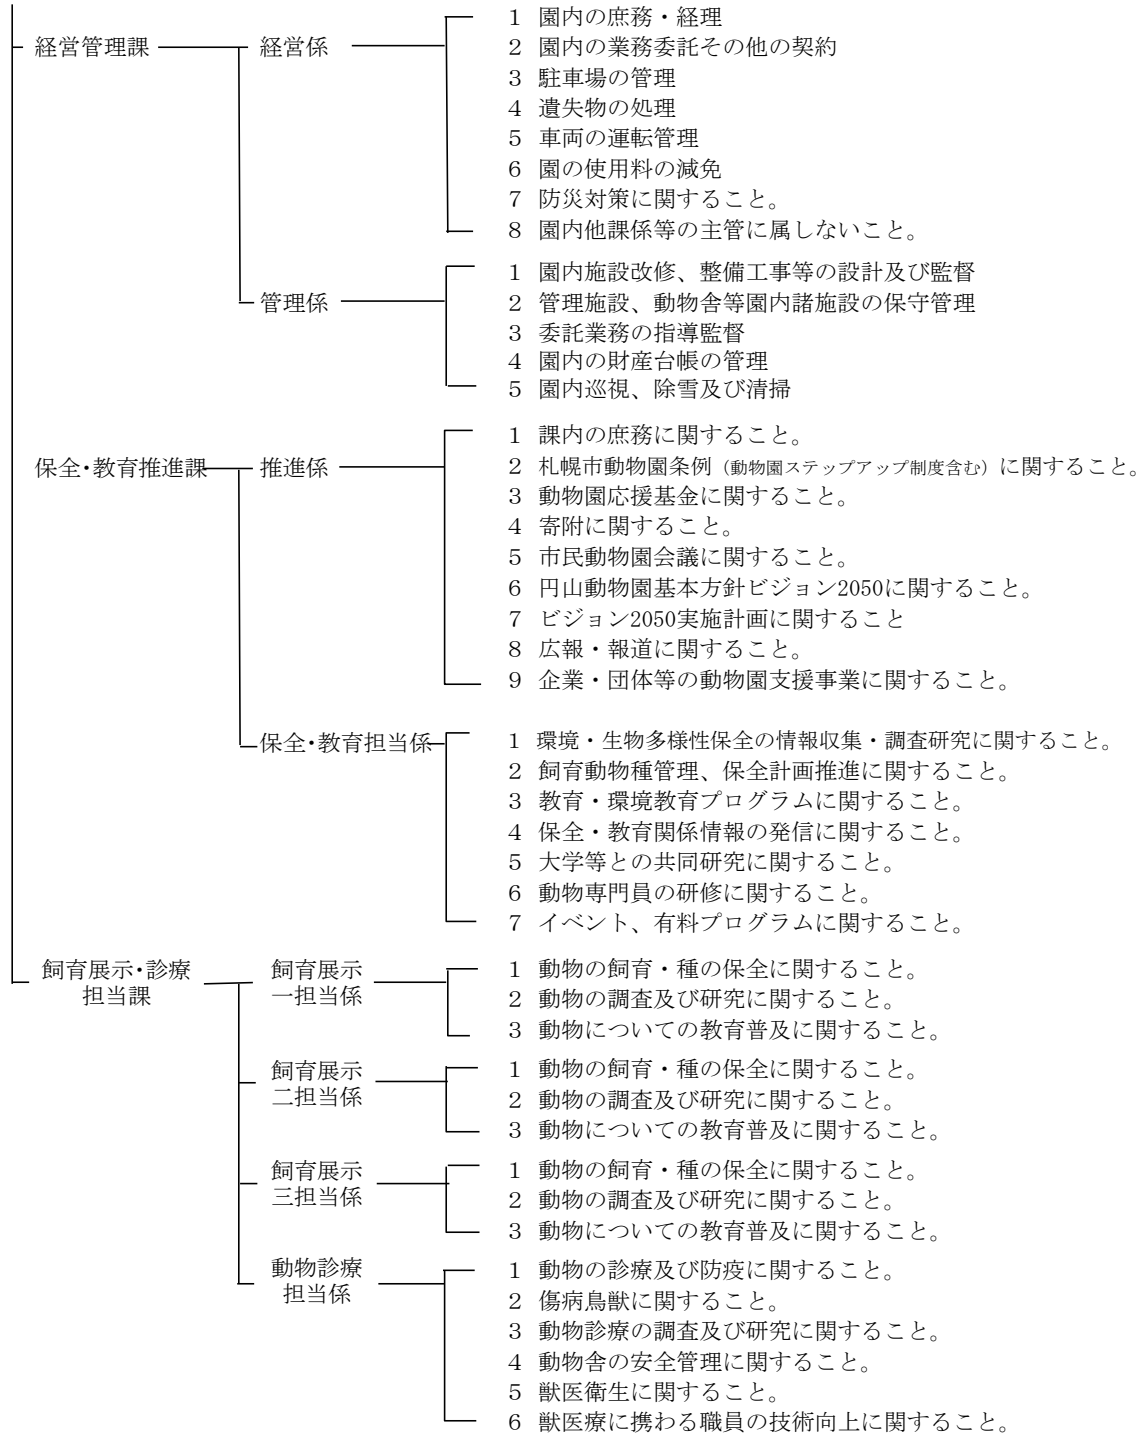 経営管理課
経営係
1 園内の庶務・経理
2 園内の業務委託その他の契約
3 駐車場の管理
4 遺失物の処理
5 車両の運転管理
6 園の使用料の減免
7 防災対策に関すること。
8 園内他課係等の主管に属しないこと。
管理係
1 園内施設改修、整備工事等の設計及び監督
2 管理施設、動物舎等園内諸施設の保守管理
3 委託業務の指導監督
4 園内の財産台帳の管理
5 園内巡視、除雪及び清掃
保全・教育推進課
推進係
1 課内の庶務に関すること。
2 札幌市動物園条例（動物園ステップアップ制度含む）に関すること。
3 動物園応援基金に関すること。
4 寄附に関すること。
5 市民動物園会議に関すること。
6 円山動物園基本方針ビジョン2050に関すること。
7 ビジョン2050実施計画に関すること
8 広報・報道に関すること。
9 企業・団体等の動物園支援事業に関すること。
保全・教育担当係
1 環境・生物多様性保全の情報収集・調査研究に関すること。
2 飼育動物種管理、保全計画推進に関すること。
3 教育・環境教育プログラムに関すること。
4 保全・教育関係情報の発信に関すること。
5 大学等との共同研究に関すること。
6 動物専門員の研修に関すること。
7 イベント、有料プログラムに関すること。
飼育展示・診療
担当課
飼育展示
一担当係
1 動物の飼育・種の保全に関すること。
2 動物の調査及び研究に関すること。
3 動物についての教育普及に関すること。
飼育展示
二担当係
1 動物の飼育・種の保全に関すること。
2 動物の調査及び研究に関すること。
3 動物についての教育普及に関すること。
飼育展示
三担当係
1 動物の飼育・種の保全に関すること。
2 動物の調査及び研究に関すること。
3 動物についての教育普及に関すること。
動物診療
担当係
1 動物の診療及び防疫に関すること。
2 傷病鳥獣に関すること。
3 動物診療の調査及び研究に関すること。
4 動物舎の安全管理に関すること。
5 獣医衛生に関すること。
6 獣医療に携わる職員の技術向上に関すること。